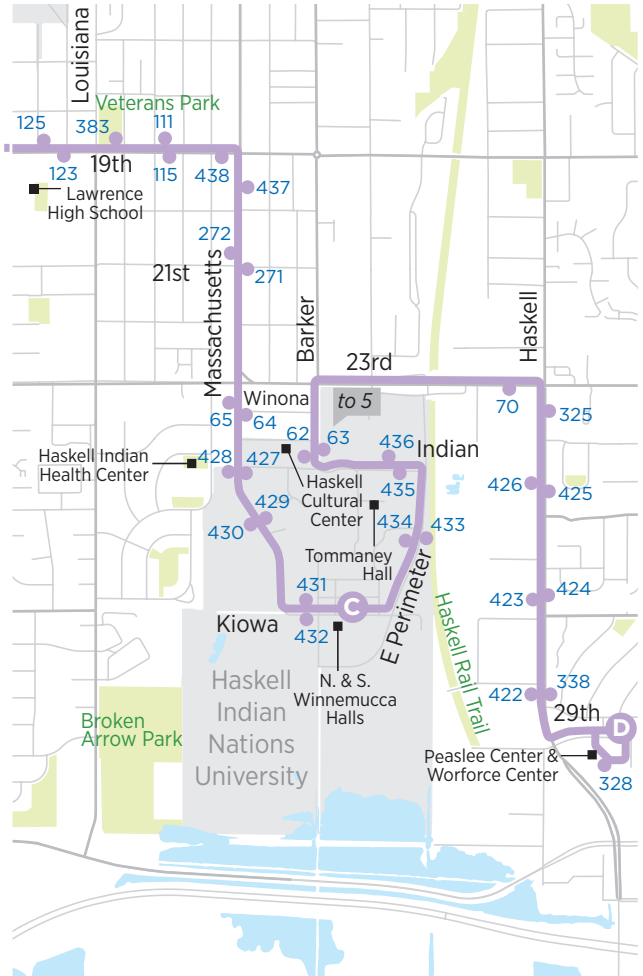 Louisiana
Veterans Park
125
383
111
19th
123
115
438
437
Lawrence
High School
272
21st
271
Massachusetts
Barker
Haskell
23rd
to 5
Winona
65
64
70
325
62
63
436
Indian
Haskell Indian
Health Center
428
427
Haskell
Cultural
Center
435
426
425
429
430
434
433
Tommaney
Hall
431
C
E Perimeter
423
424
Kiowa
432
Haskell Rail Trail
N. & S.
Winnemucca
Halls
Haskell
Indian
Nations
University
422
338
29th
D
Broken
Arrow Park
Peaslee Center &
Worforce Center
328